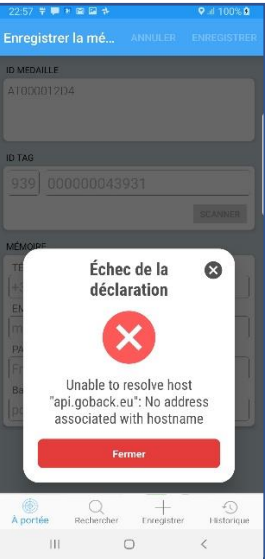 22:57
100%
Enregistrer la mé... ANNULER ENREGISTRER
ID MEDAILLE
AT000012D4
ID TAG
939 000000043931
SCANNER
MÉMOIRE
Échec de la
déclaration
Unable to resolve host
"api.goback.eu": No address
associated with hostname
Fermer
À portée Rechercher Enregistrer Historique